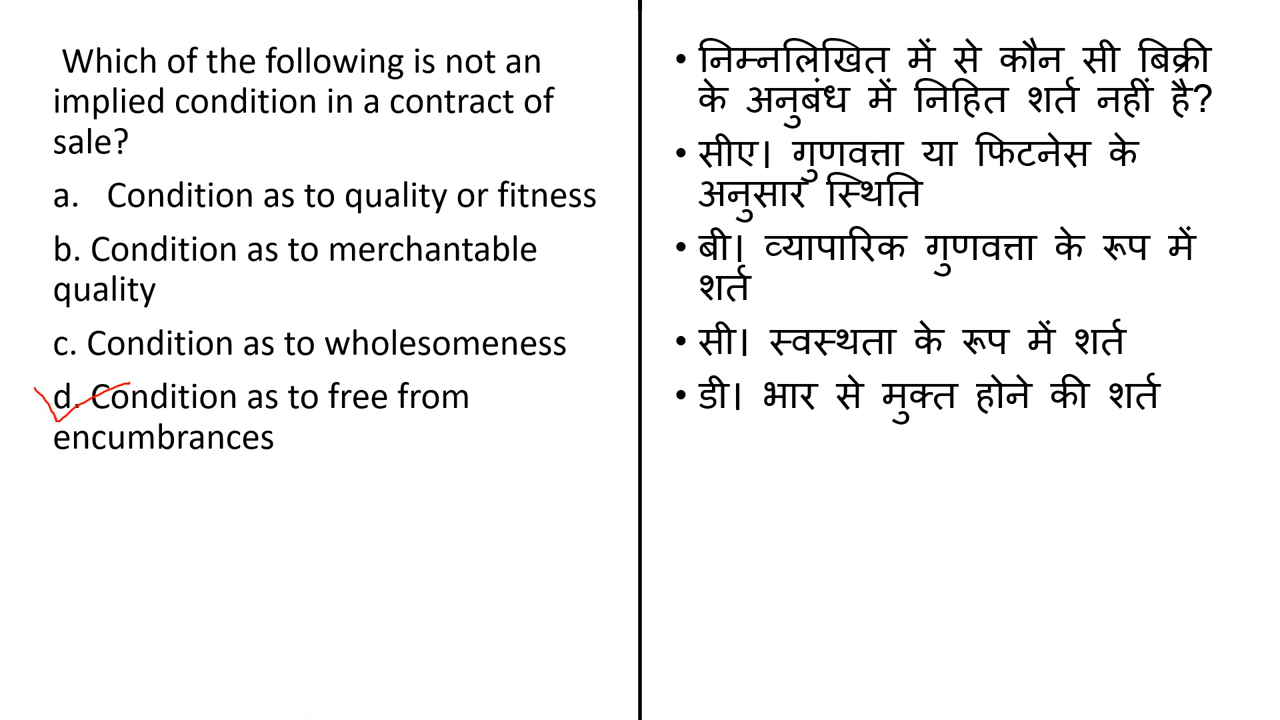 Which of the following is not an
implied condition in a contract of
sale?
a. Condition as to quality or fitness
b. Condition as to merchantable
quality
c. Condition as to wholesomeness
d. Condition as to free from
encumbrances
• निम्नलिखित में से कौन सी बिक्री
के अनुबंध में निहित शर्त नहीं है?
• सीए। गुणवत्ता या फिटनेस के
अनुसार स्थिति
• बी। व्यापारिक गुणवत्ता के रूप में
शर्त
• सी। स्वस्थता के रूप में शर्त
• डी। भार से मुक्त होने की शर्त